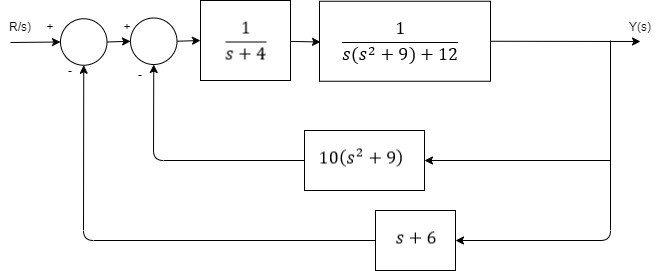 R/s) + + 1/(s + 4) 1/(s(s² + 9) + 12) Y(s)
- -
10(s² + 9)
s + 6